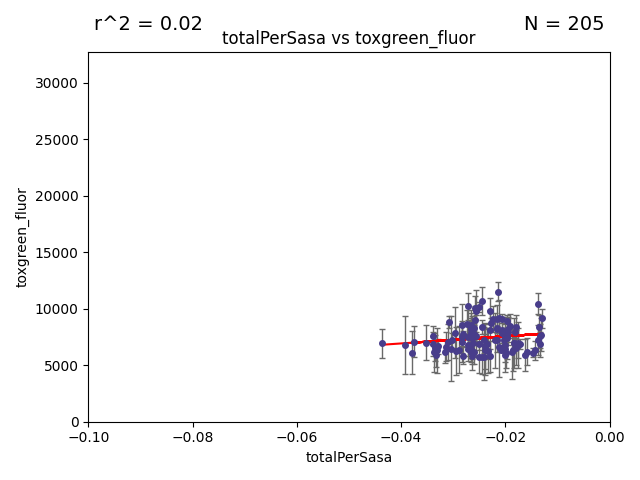 r^2 = 0.02
N = 205
totalPerSasa vs toxgreen_fluor
toxgreen_fluor
30000
25000
20000
15000
10000
5000
0
−0.10
−0.08
−0.06
−0.04
−0.02
0.00
totalPerSasa